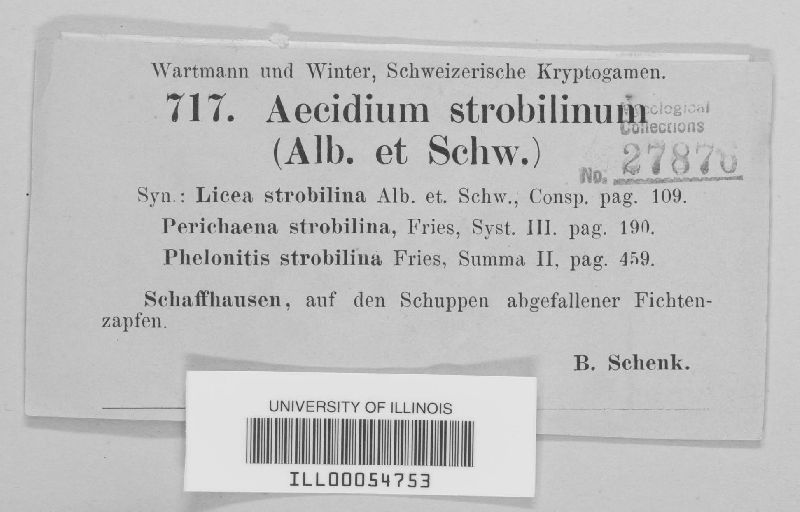 Wartmann und Winter, Schweizerische Kryptogamen.
717. Aecidium strobilinum
(Alb. et Schw.)
Mycological
Collections
No. 27876
Syn.: Licea strobilina Alb. et. Schw., Consp. pag. 109.
Perichaena strobilina, Fries, Syst. III. pag. 190.
Phelonitis strobilina Fries, Summa II, pag. 459.
Schaffhausen, auf den Schuppen abgefallener Fichten-
zapfen.
B. Schenk.
UNIVERSITY OF ILLINOIS
ILL00054753